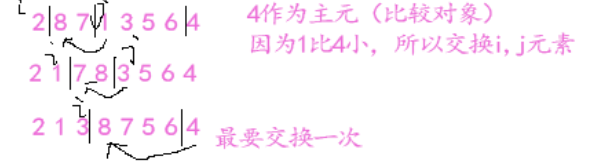 2 8 7 1 3 5 6 4
4作为主元（比较对象）
因为1比4小，所以交换i,j元素
2 1 7 8 3 5 6 4
2 1 3 8 7 5 6 4
最要交换一次